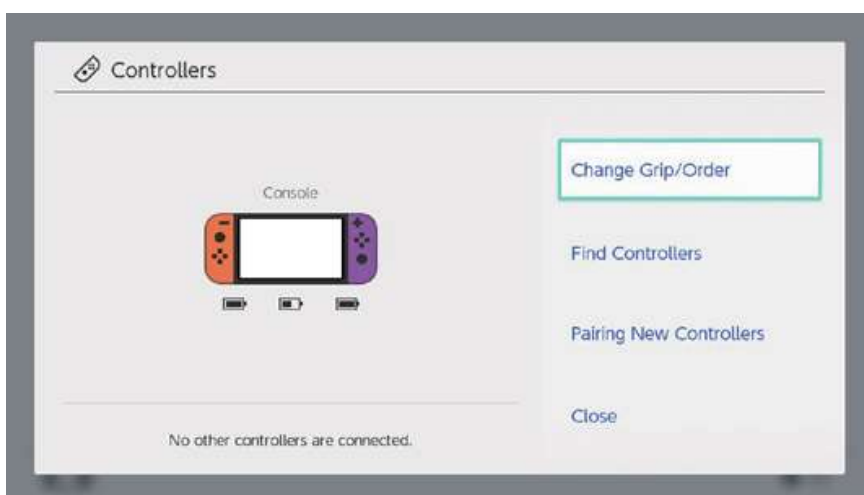 Controllers
Console
No other controllers are connected.
Change Grip/Order
Find Controllers
Pairing New Controllers
Close